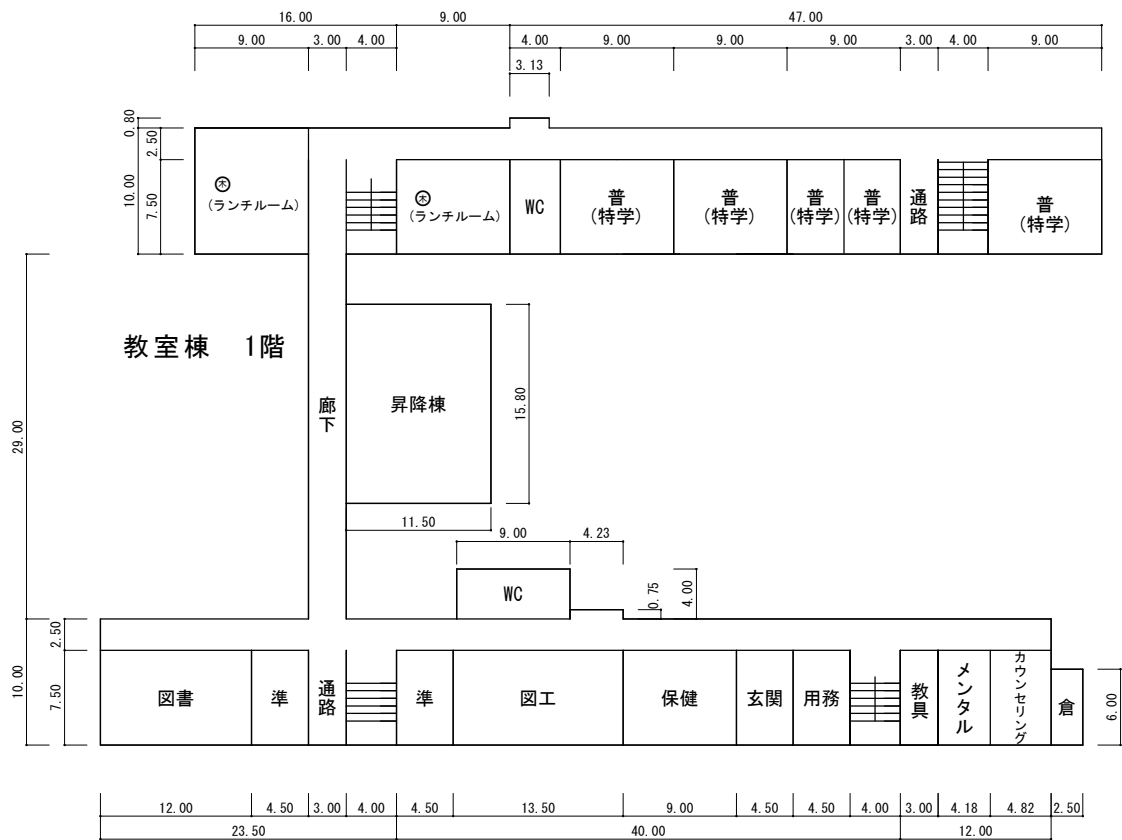 16.00 9.00 47.00
9.00 3.00 4.00 4.00 9.00 9.00 9.00 3.00 4.00 9.00
3.13
0.80
2.50
10.00
7.50
㊍
(ランチルーム)
㊍
(ランチルーム)
WC
普
(特学)
普
(特学)
普
(特学)
普
(特学)
通路
普
(特学)
教室棟 1階
29.00
廊下
昇降棟
15.80
11.50
9.00 4.23
WC
0.75
4.00
2.50
10.00
7.50
図書
準
通路
準
図工
保健
玄関
用務
教具
メンタル
カウンセリング
倉
6.00
12.00 4.50 3.00 4.00 4.50 13.50 9.00 4.50 4.50 4.00 3.00 4.18 4.82 2.50
23.50 40.00 12.00